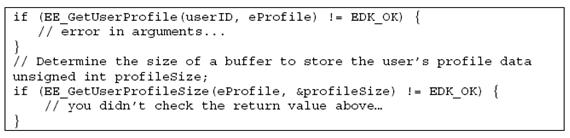 if (EE_GetUserProfile(userID, eProfile) != EDK_OK) {
// error in arguments...
}
// Determine the size of a buffer to store the user’s profile data
unsigned int profileSize;
if (EE_GetUserProfileSize(eProfile, &profileSize) != EDK_OK) {
// you didn’t check the return value above…
}